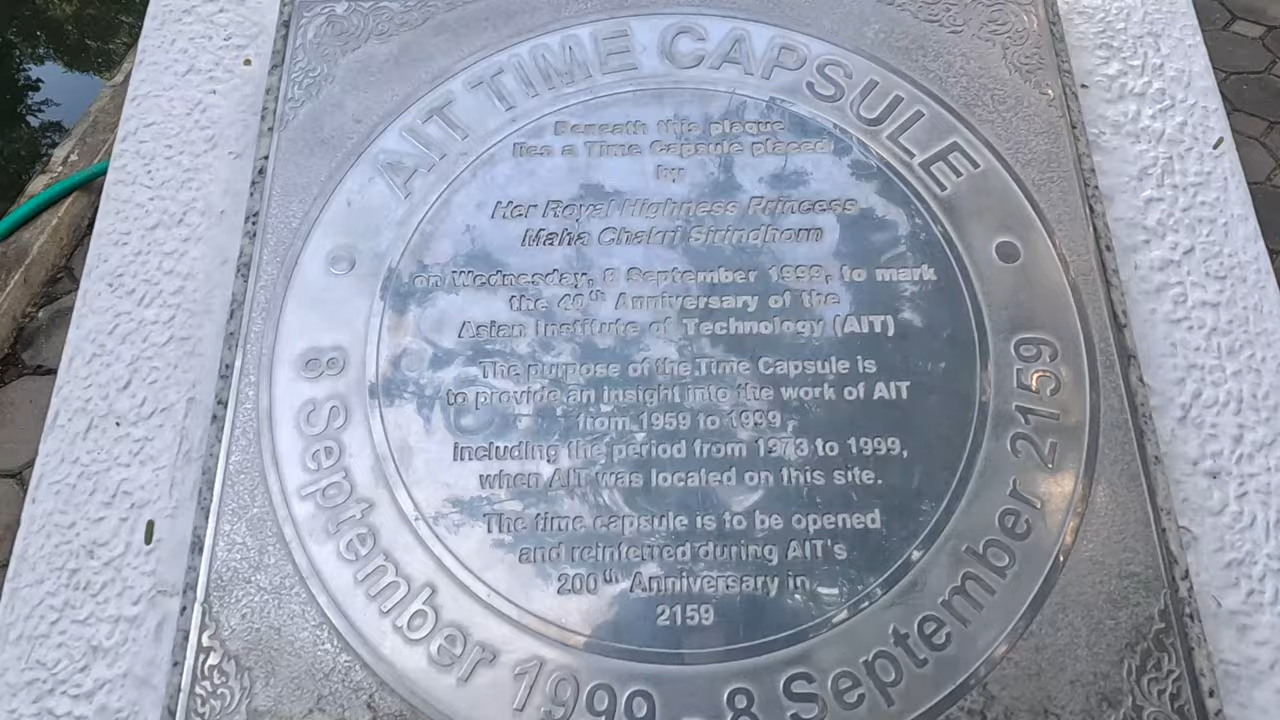 AIT TIME CAPSULE
Beneath this plaque
lies a Time Capsule placed
by
Her Royal Highness Princess
Maha Chakri Sirindhorn
on Wednesday, 8 September 1999, to mark
the 40th Anniversary of the
Asian Institute of Technology (AIT)
The purpose of the Time Capsule is
to provide an insight into the work of AIT
from 1959 to 1999,
including the period from 1973 to 1999,
when AIT was located on this site.
The time capsule is to be opened
and reinterred during AIT's
200th Anniversary in
2159
8 September 1999 - 8 September 2159